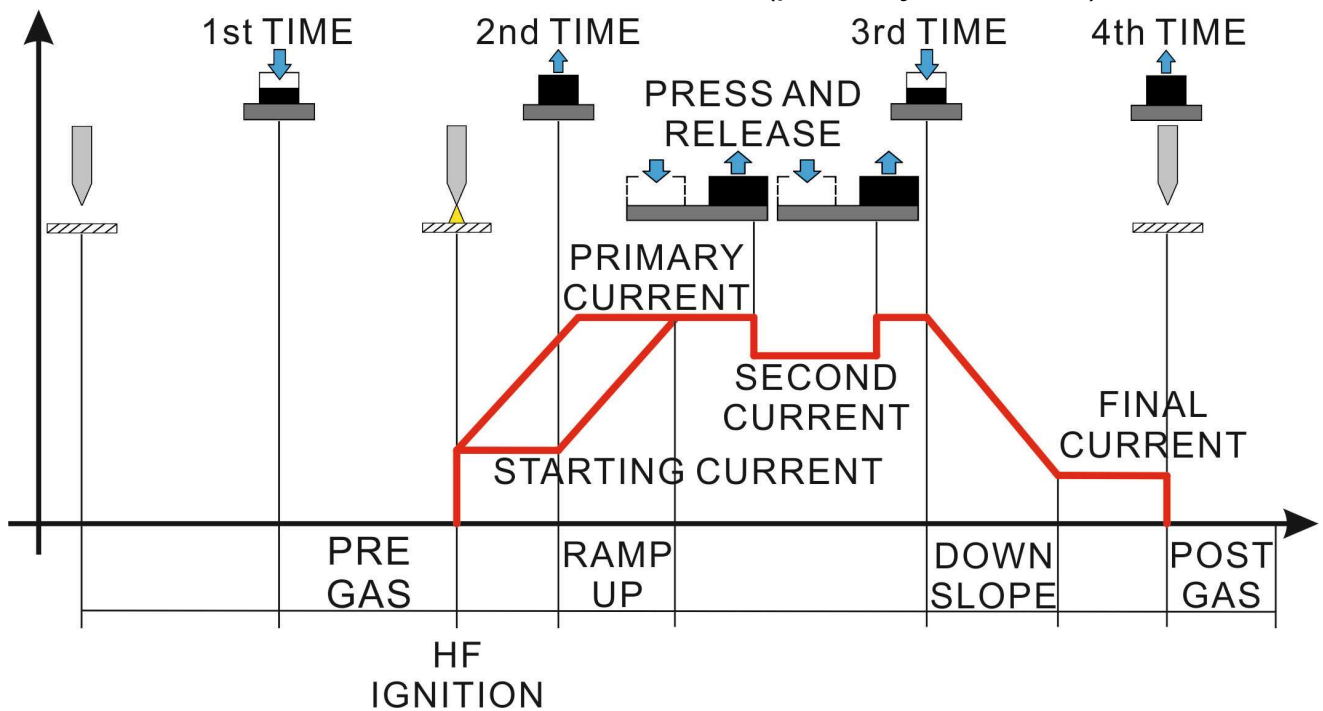 1st TIME
2nd TIME
3rd TIME
4th TIME
PRESS AND
RELEASE
PRIMARY
CURRENT
SECOND
CURRENT
STARTING CURRENT
FINAL
CURRENT
PRE
GAS
RAMP
UP
DOWN
SLOPE
POST
GAS
HF
IGNITION